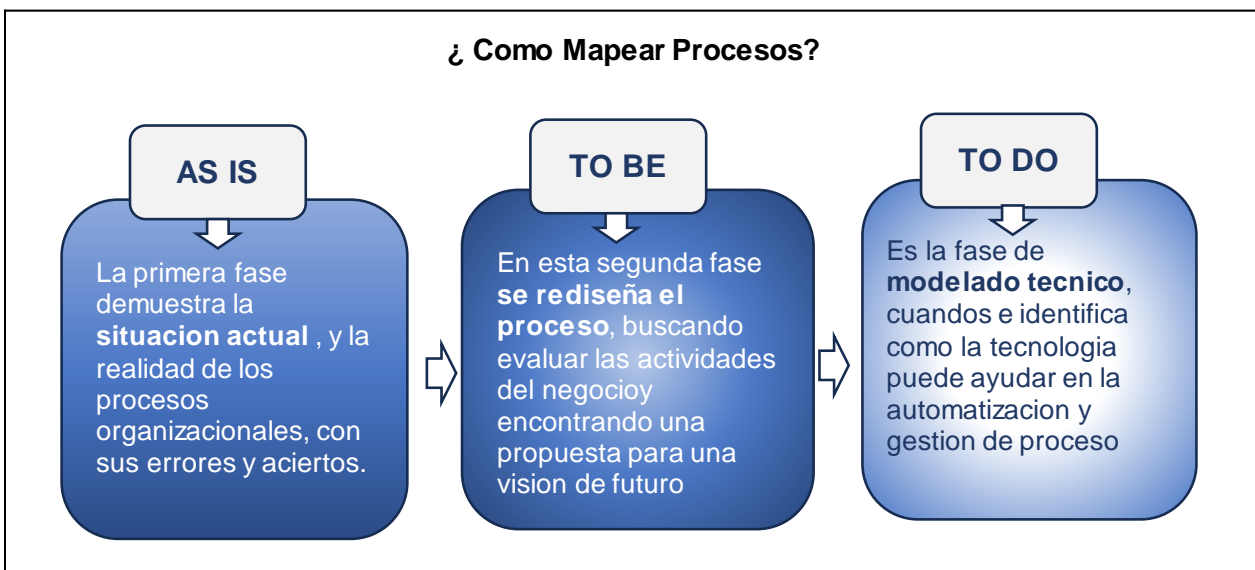 ¿ Como Mapear Procesos?
AS IS
La primera fase
demuestra la
situacion actual , y la
realidad de los
procesos
organizacionales, con
sus errores y aciertos.
TO BE
En esta segunda fase
se rediseña el
proceso, buscando
evaluar las actividades
del negocioy
encontrando una
propuesta para una
vision de futuro
TO DO
Es la fase de
modelado tecnico,
cuandos e identifica
como la tecnologia
puede ayudar en la
automatizacion y
gestion de proceso